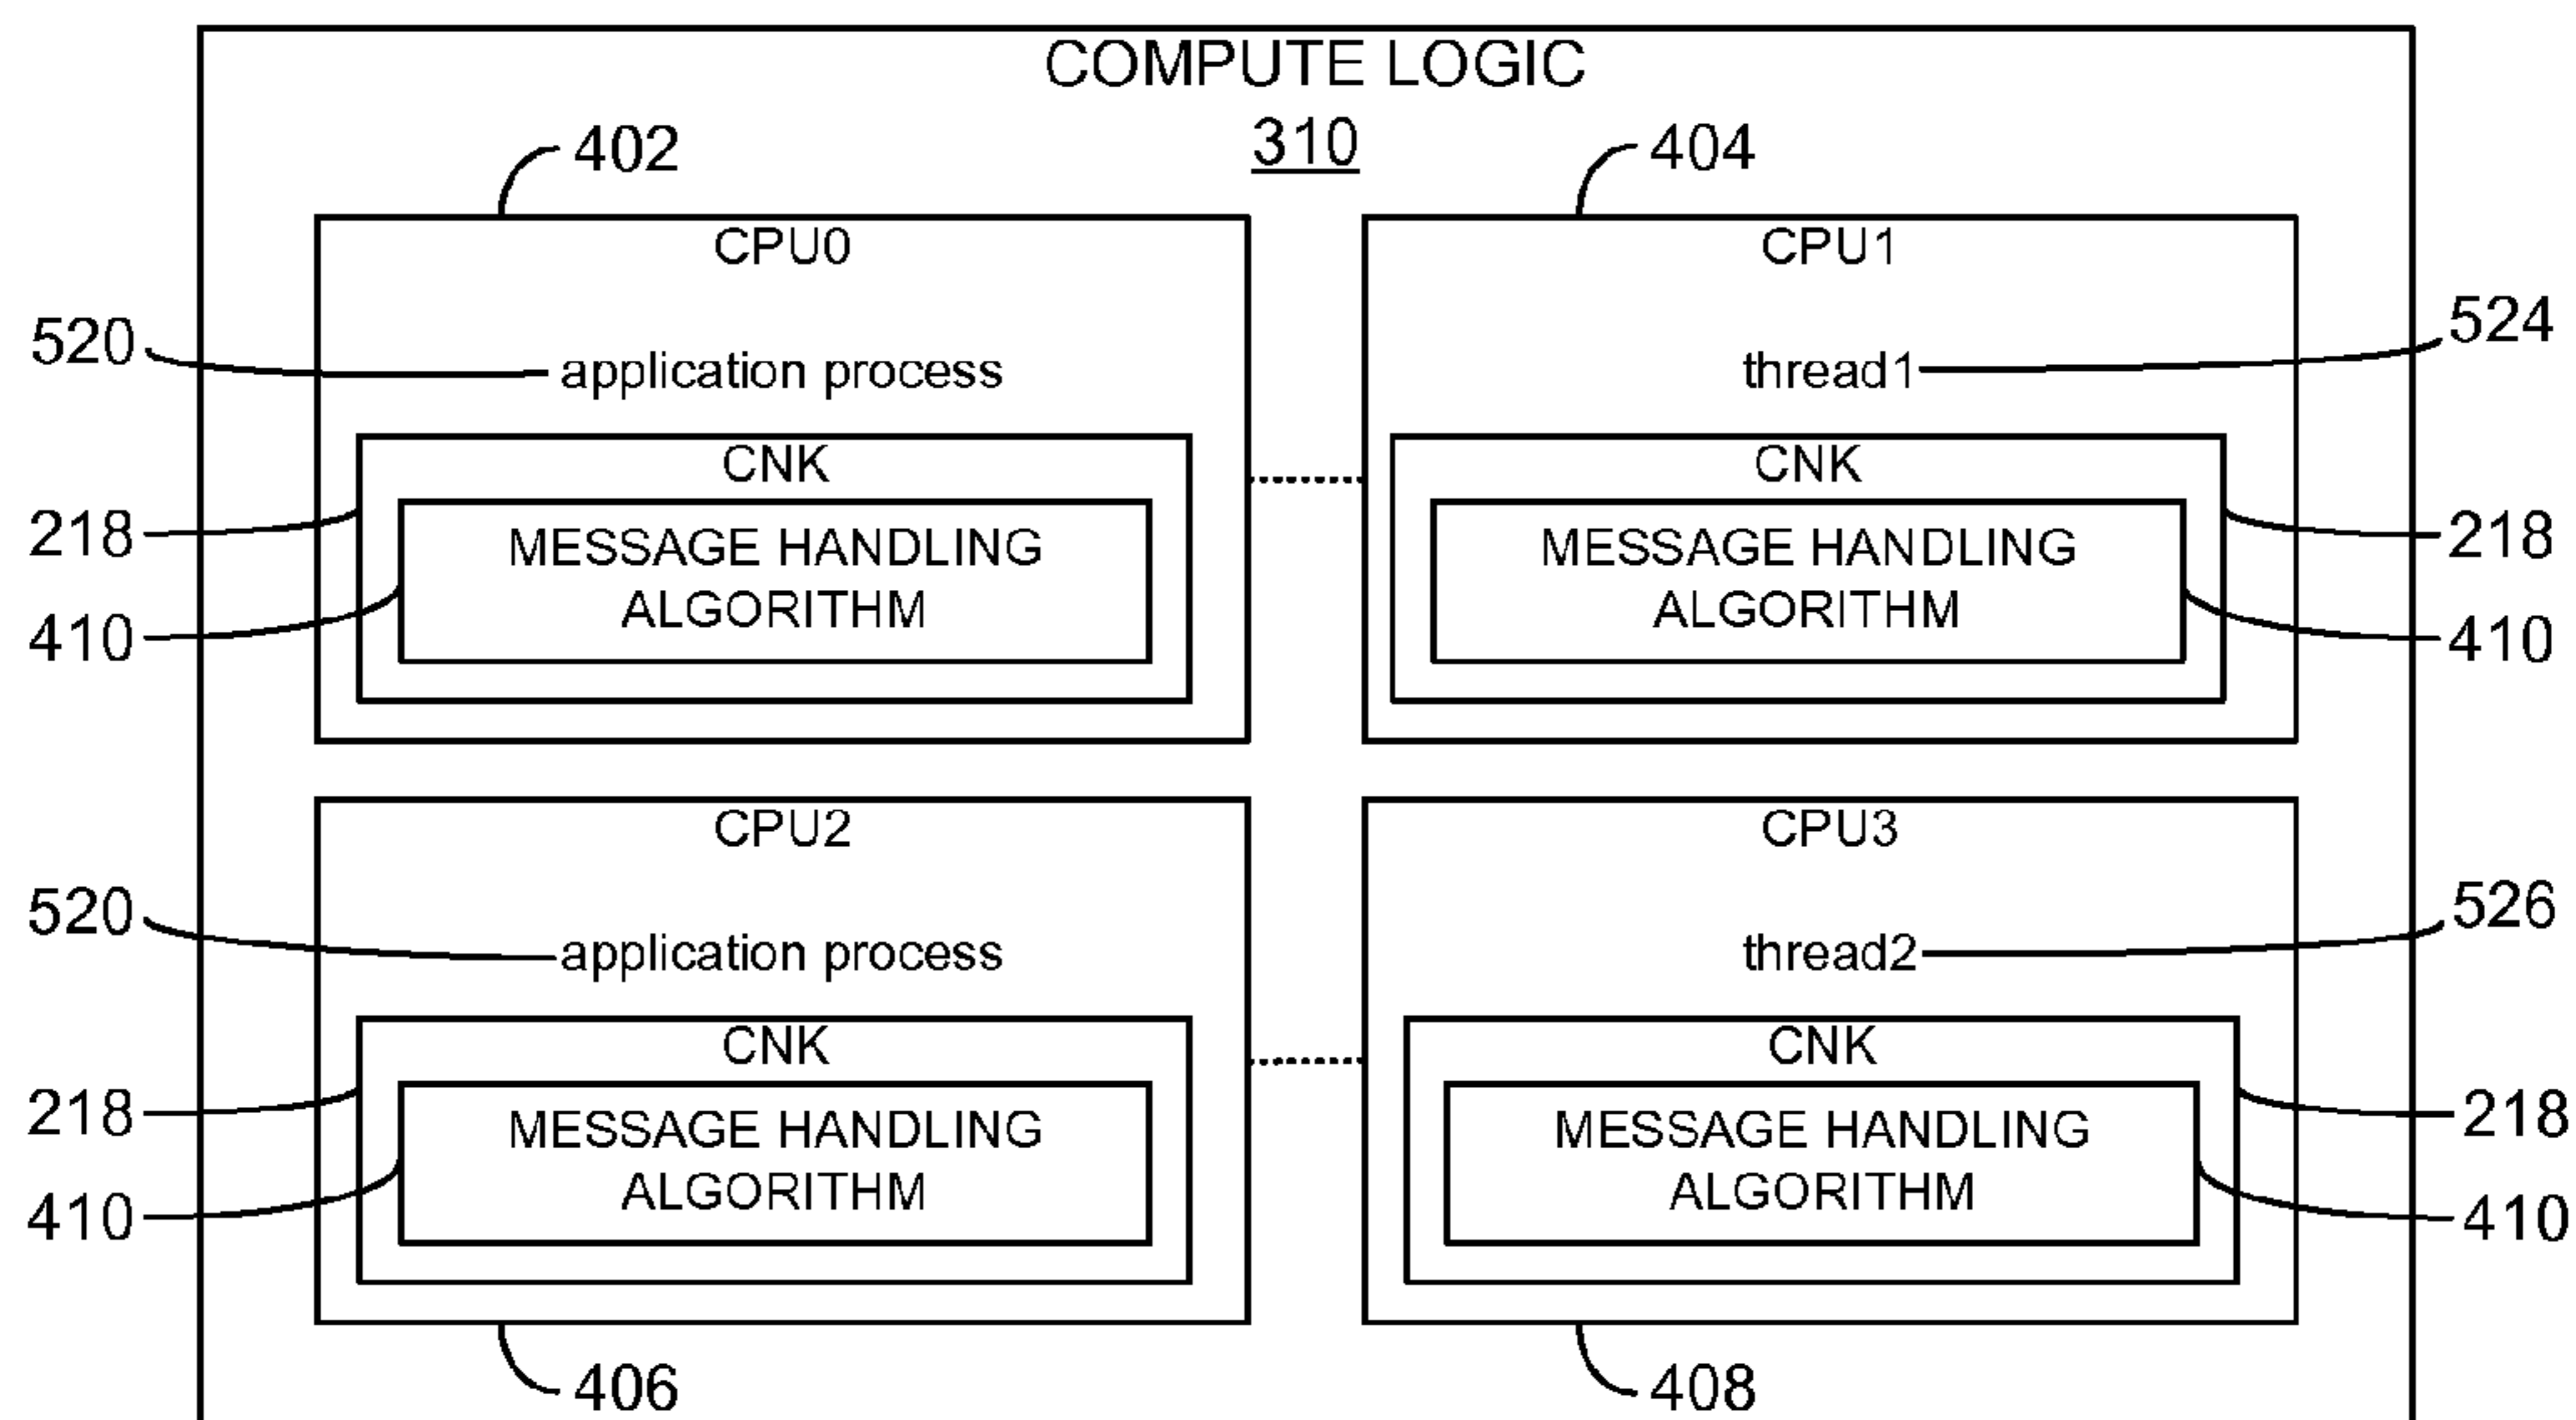 COMPUTE LOGIC
310
402
404
CPU0
CPU1
520
application process
thread1
524
CNK
CNK
218
MESSAGE HANDLING
ALGORITHM
MESSAGE HANDLING
ALGORITHM
218
410
410
CPU2
CPU3
520
application process
thread2
526
CNK
CNK
218
MESSAGE HANDLING
ALGORITHM
MESSAGE HANDLING
ALGORITHM
218
410
410
406
408